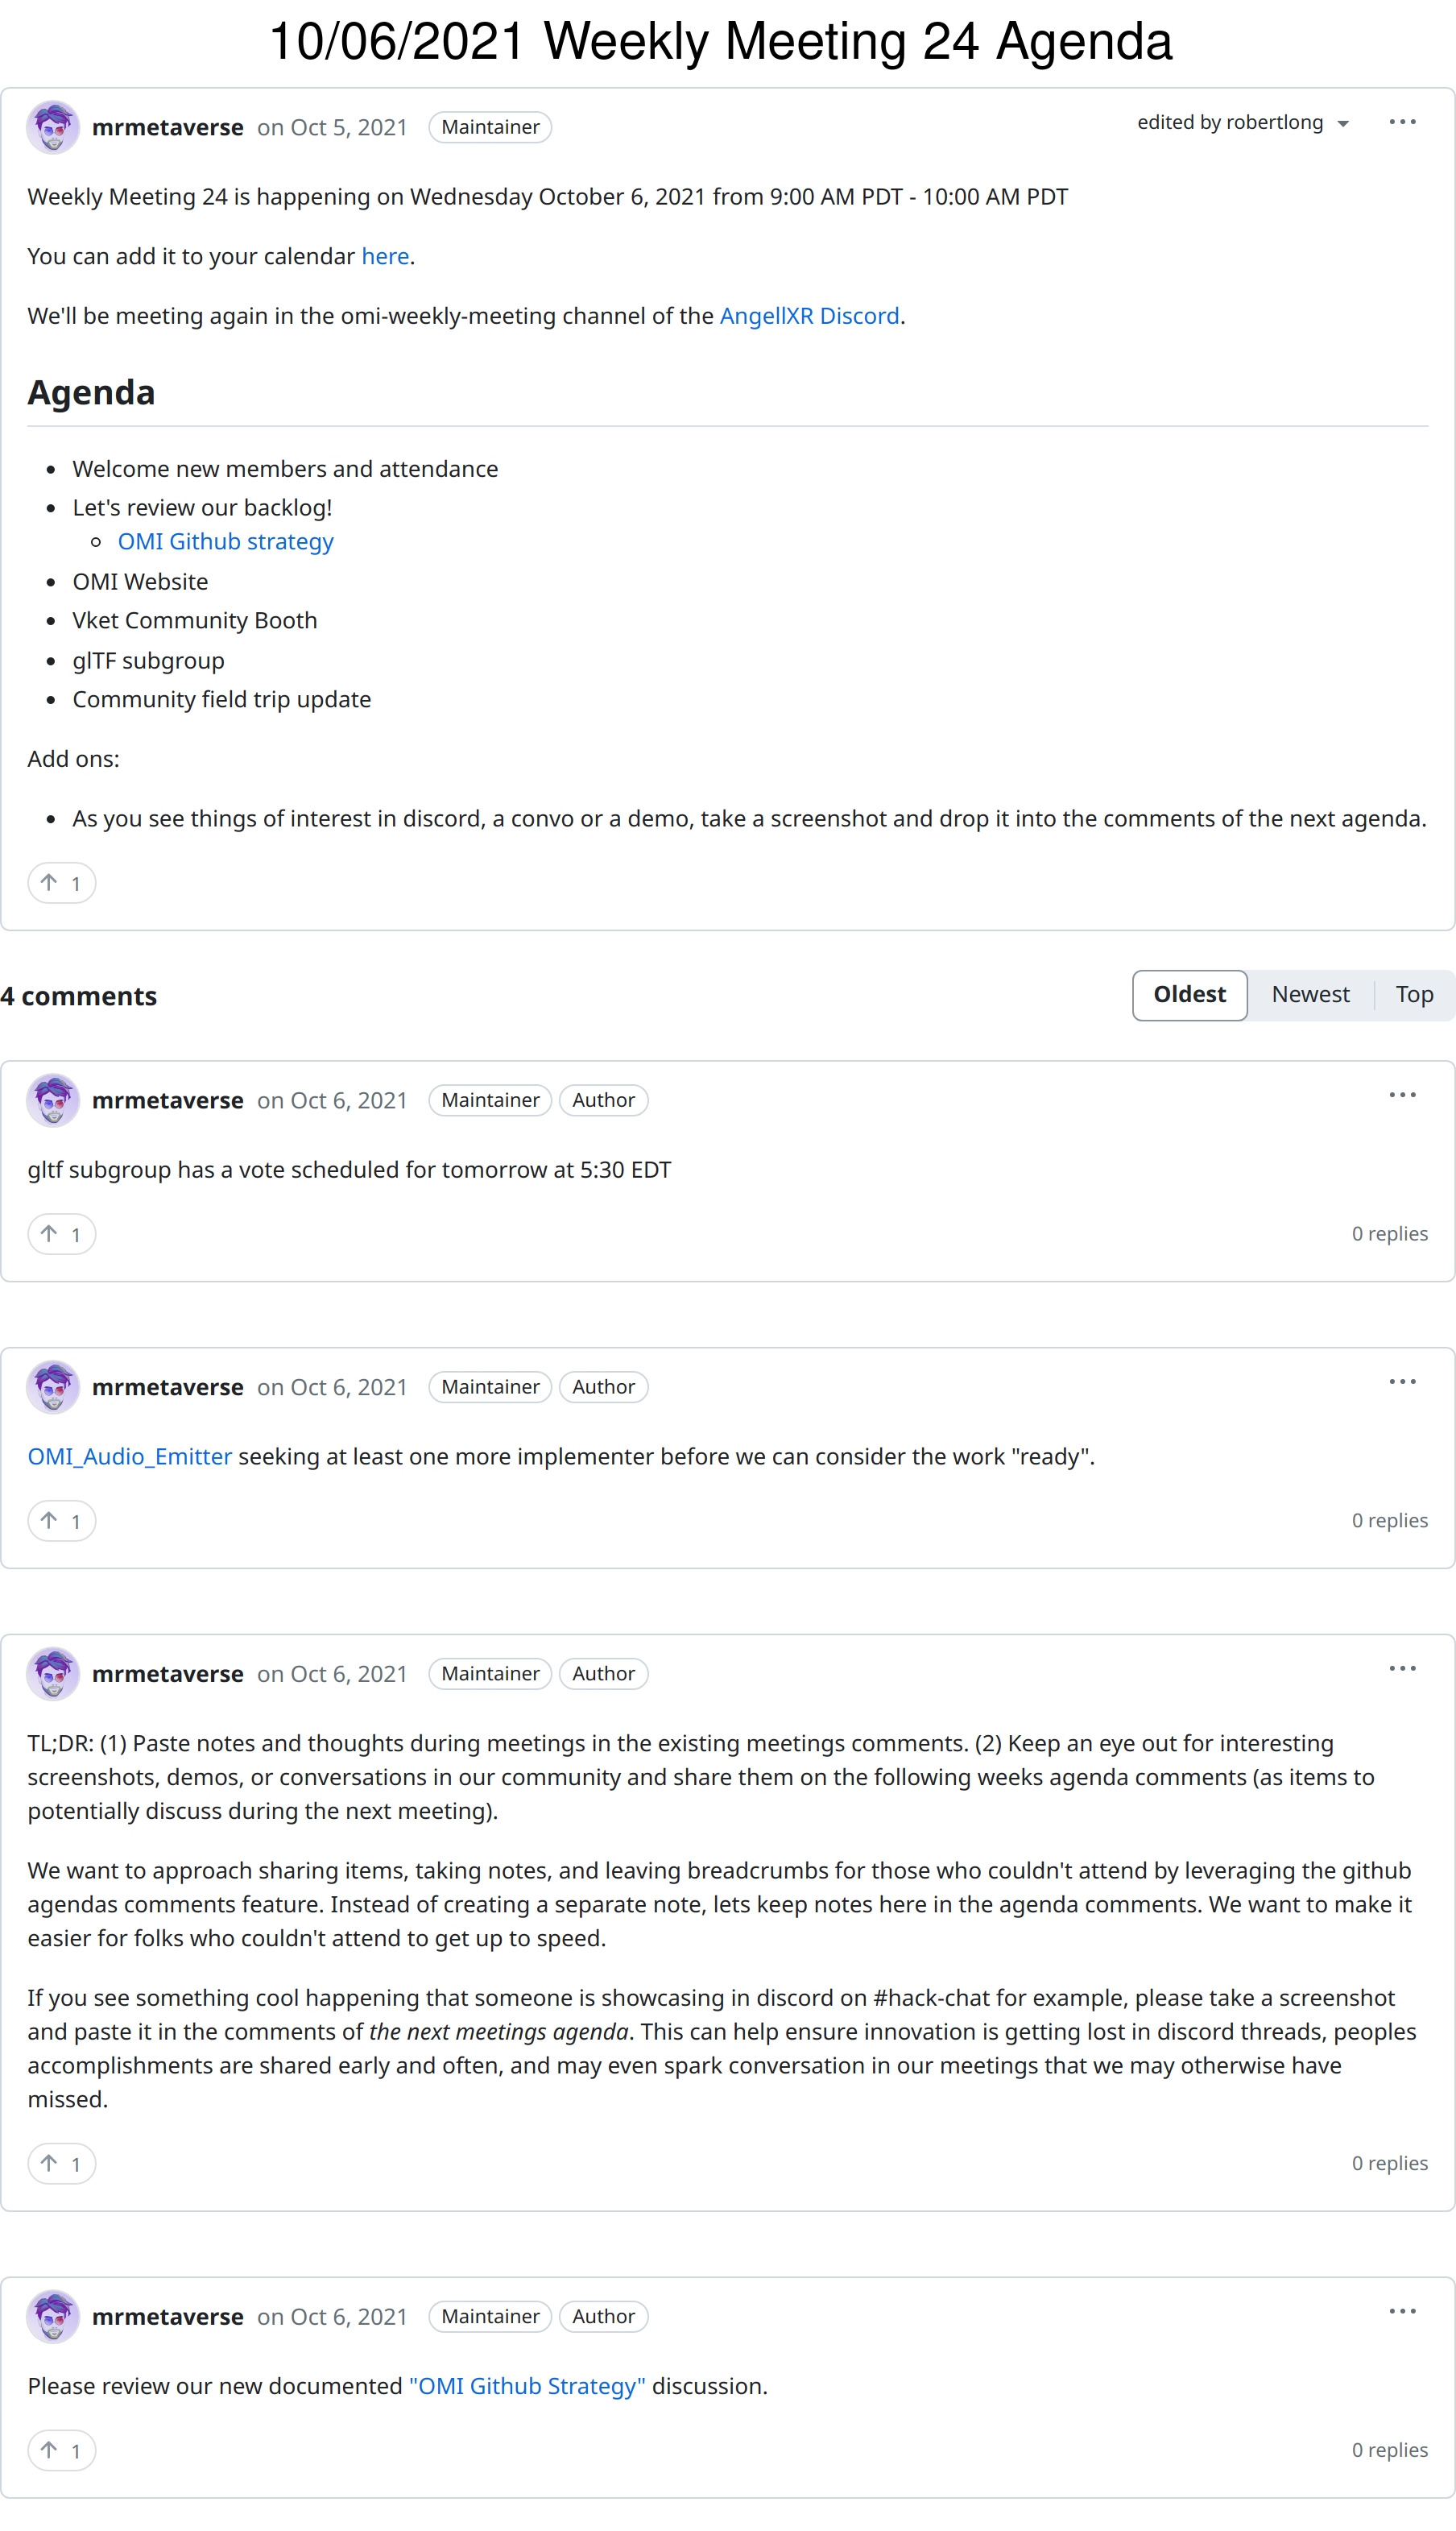 10/06/2021 Weekly Meeting 24 Agenda
mrmetaverse on Oct 5, 2021 Maintainer edited by robertlong
Weekly Meeting 24 is happening on Wednesday October 6, 2021 from 9:00 AM PDT - 10:00 AM PDT
You can add it to your calendar here.
We'll be meeting again in the omi-weekly-meeting channel of the AngellXR Discord.
Agenda
• Welcome new members and attendance
• Let's review our backlog!
◦ OMI Github strategy
• OMI Website
• Vket Community Booth
• glTF subgroup
• Community field trip update
Add ons:
• As you see things of interest in discord, a convo or a demo, take a screenshot and drop it into the comments of the next agenda.
↑ 1
4 comments Oldest Newest Top
mrmetaverse on Oct 6, 2021 Maintainer Author
gltf subgroup has a vote scheduled for tomorrow at 5:30 EDT
↑ 1 0 replies
mrmetaverse on Oct 6, 2021 Maintainer Author
OMI_Audio_Emitter seeking at least one more implementer before we can consider the work "ready".
↑ 1 0 replies
mrmetaverse on Oct 6, 2021 Maintainer Author
TL;DR: (1) Paste notes and thoughts during meetings in the existing meetings comments. (2) Keep an eye out for interesting
screenshots, demos, or conversations in our community and share them on the following weeks agenda comments (as items to
potentially discuss during the next meeting).
We want to approach sharing items, taking notes, and leaving breadcrumbs for those who couldn't attend by leveraging the github
agendas comments feature. Instead of creating a separate note, lets keep notes here in the agenda comments. We want to make it
easier for folks who couldn't attend to get up to speed.
If you see something cool happening that someone is showcasing in discord on #hack-chat for example, please take a screenshot
and paste it in the comments of the next meetings agenda. This can help ensure innovation is getting lost in discord threads, peoples
accomplishments are shared early and often, and may even spark conversation in our meetings that we may otherwise have
missed.
↑ 1 0 replies
mrmetaverse on Oct 6, 2021 Maintainer Author
Please review our new documented "OMI Github Strategy" discussion.
↑ 1 0 replies